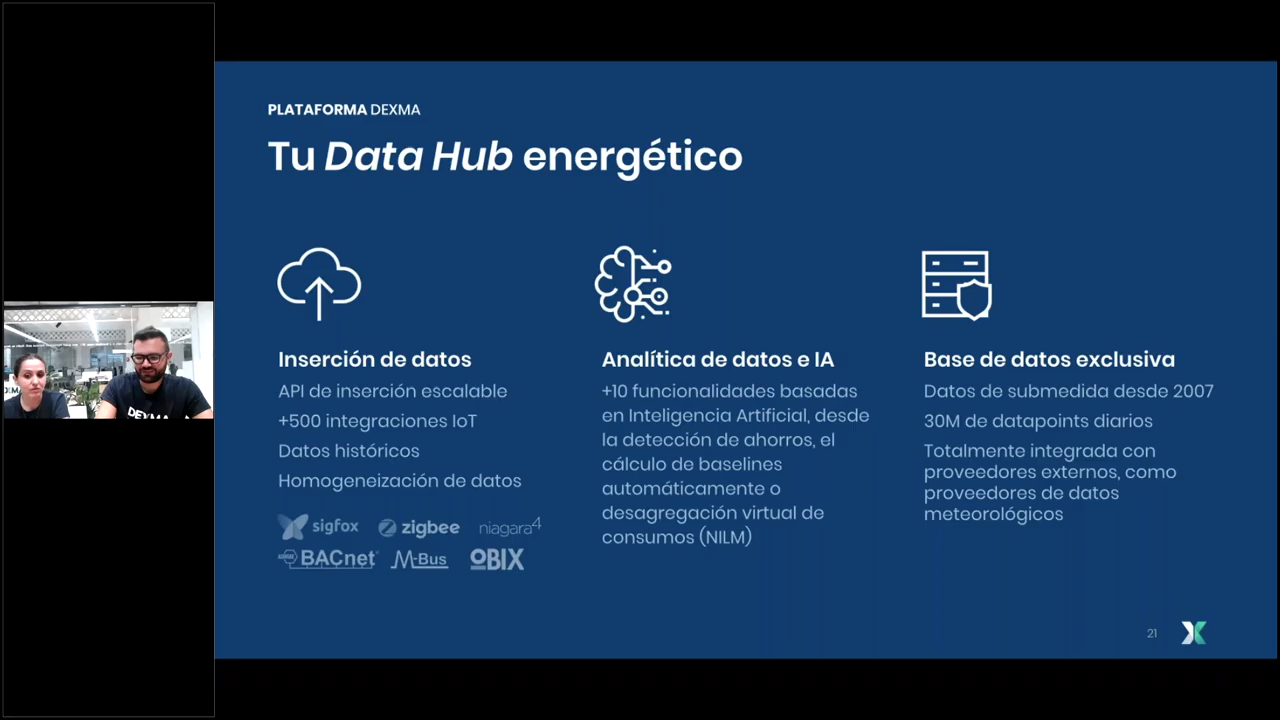 PLATAFORMA DEXMA
Tu Data Hub energético
Inserción de datos
API de inserción escalable
+500 integraciones IoT
Datos históricos
Homogeneización de datos
sigfox zigbee niagara4
ASHRAE BACnet M-Bus OBIX
Analítica de datos e IA
+10 funcionalidades basadas
en Inteligencia Artificial, desde
la detección de ahorros, el
cálculo de baselines
automáticamente o
desagregación virtual de
consumos (NILM)
Base de datos exclusiva
Datos de submedida desde 2007
30M de datapoints diarios
Totalmente integrada con
proveedores externos, como
proveedores de datos
meteorológicos
DEXMA
21